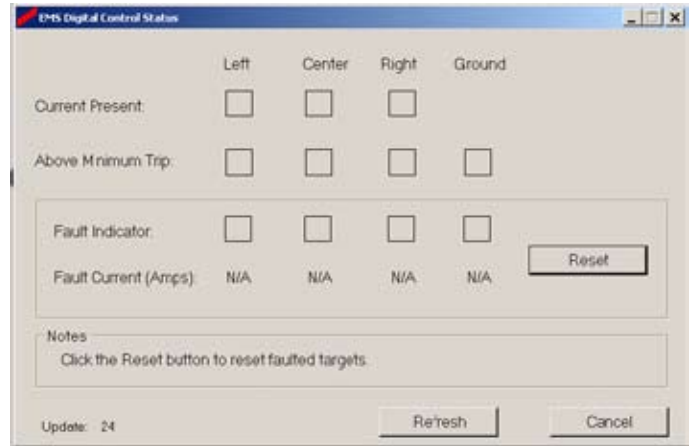 EMS Digital Control Status
Left Center Right Ground
Current Present:
Above Minimum Trip:
Fault Indicator:
Fault Current (Amps): N/A N/A N/A N/A
Reset
Notes
Click the Reset button to reset faulted targets.
Update: 24
Refresh
Cancel